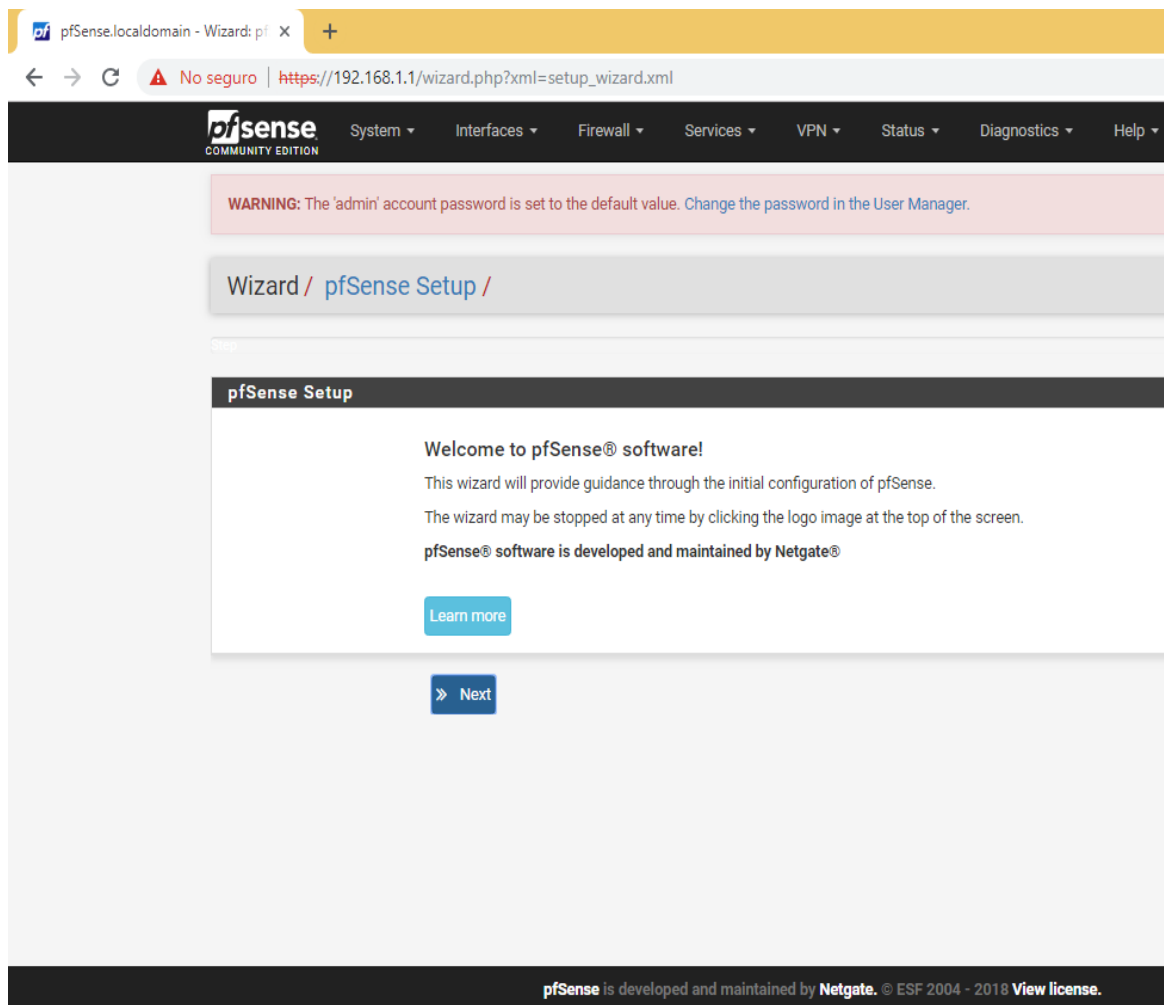 pfSense.localdomain - Wizard: pf
No seguro | https://192.168.1.1/wizard.php?xml=setup_wizard.xml
pfsense
COMMUNITY EDITION
System Interfaces Firewall Services VPN Status Diagnostics Help
WARNING: The 'admin' account password is set to the default value. Change the password in the User Manager.
Wizard / pfSense Setup /
Step
pfSense Setup
Welcome to pfSense® software!
This wizard will provide guidance through the initial configuration of pfSense.
The wizard may be stopped at any time by clicking the logo image at the top of the screen.
pfSense® software is developed and maintained by Netgate®
Learn more
Next
pfSense is developed and maintained by Netgate. © ESF 2004 - 2018 View license.